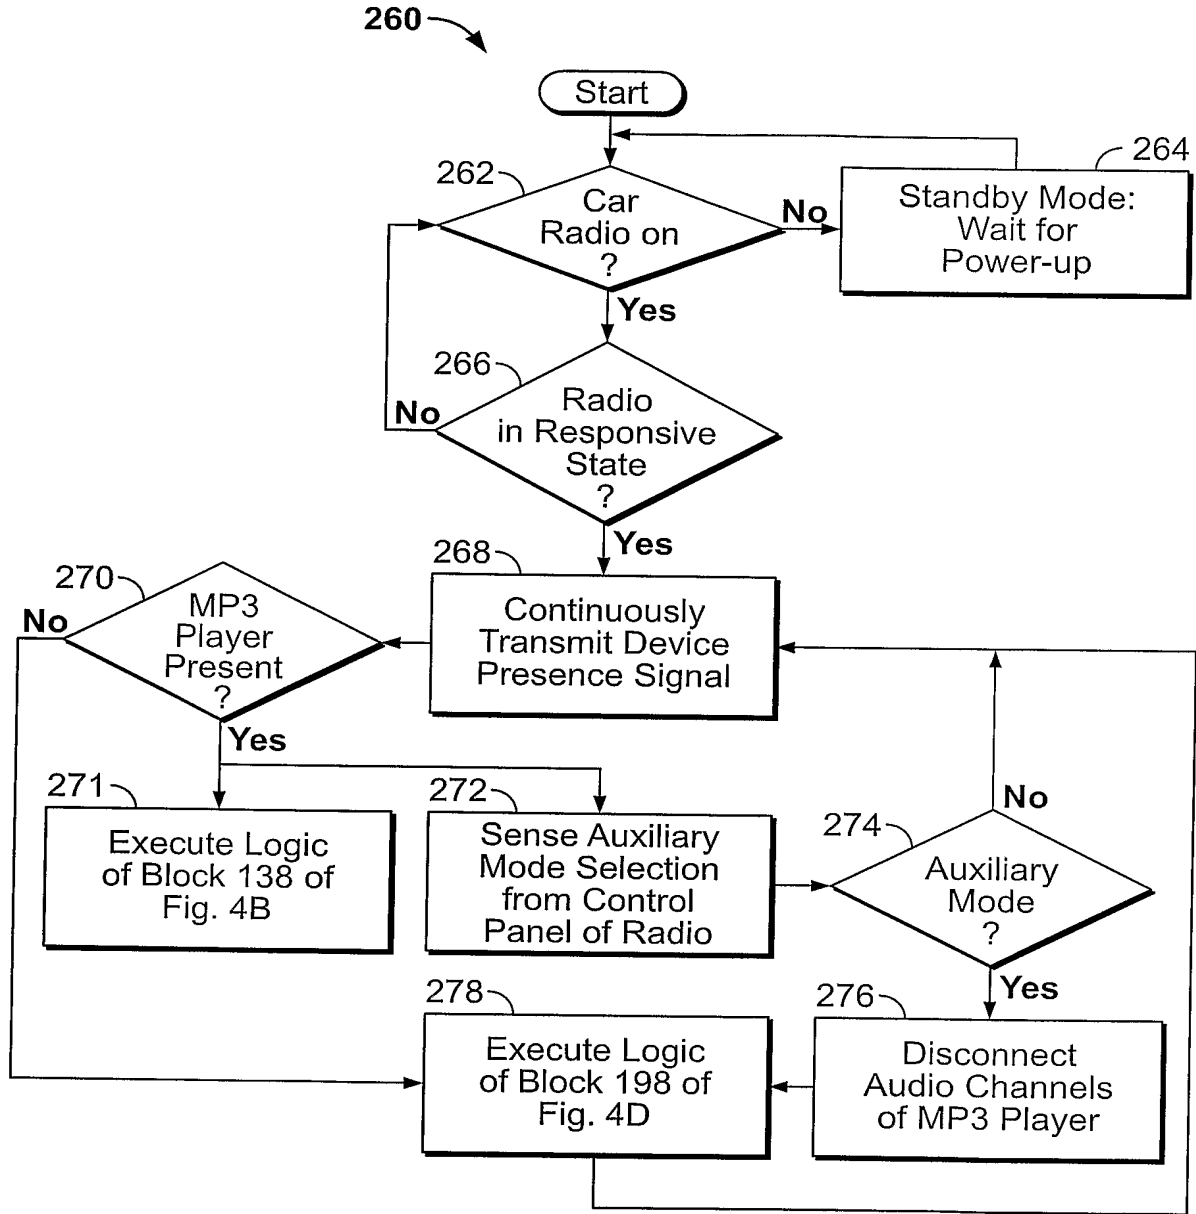 260
Start
262
Car
Radio on
?
No
264
Standby Mode:
Wait for
Power-up
Yes
266
Radio
in Responsive
State
?
No
Yes
268
Continuously
Transmit Device
Presence Signal
270
MP3
Player
Present
?
No
Yes
271
Execute Logic
of Block 138 of
Fig. 4B
272
Sense Auxiliary
Mode Selection
from Control
Panel of Radio
274
Auxiliary
Mode
?
No
Yes
276
Disconnect
Audio Channels
of MP3 Player
278
Execute Logic
of Block 198 of
Fig. 4D